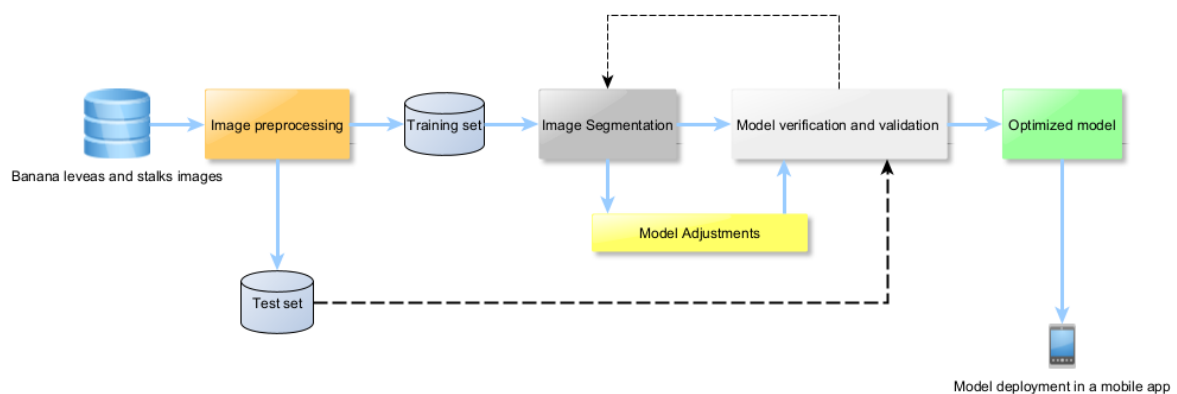 Image preprocessing
Training set
Image Segmentation
Model verification and validation
Optimized model
Banana leveas and stalks images
Model Adjustments
Test set
Model deployment in a mobile app